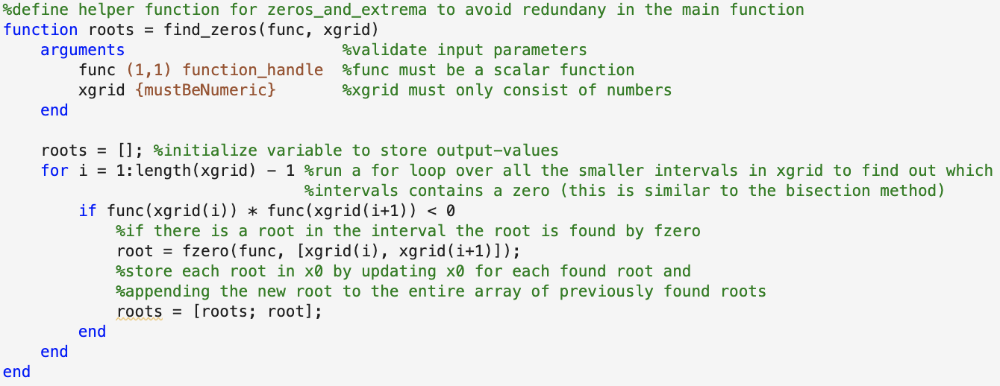 %define helper function for zeros_and_extrema to avoid redundany in the main function
function roots = find_zeros(func, xgrid)
    arguments                       %validate input parameters
        func (1,1) function_handle  %func must be a scalar function
        xgrid {mustBeNumeric}       %xgrid must only consist of numbers
    end

    roots = []; %initialize variable to store output-values
    for i = 1:length(xgrid) - 1 %run a for loop over all the smaller intervals in xgrid to find out which
                                %intervals contains a zero (this is similar to the bisection method)
        if func(xgrid(i)) * func(xgrid(i+1)) < 0
            %if there is a root in the interval the root is found by fzero
            root = fzero(func, [xgrid(i), xgrid(i+1)]);
            %store each root in x0 by updating x0 for each found root and
            %appending the new root to the entire array of previously found roots
            roots = [roots; root];
        end
    end
end